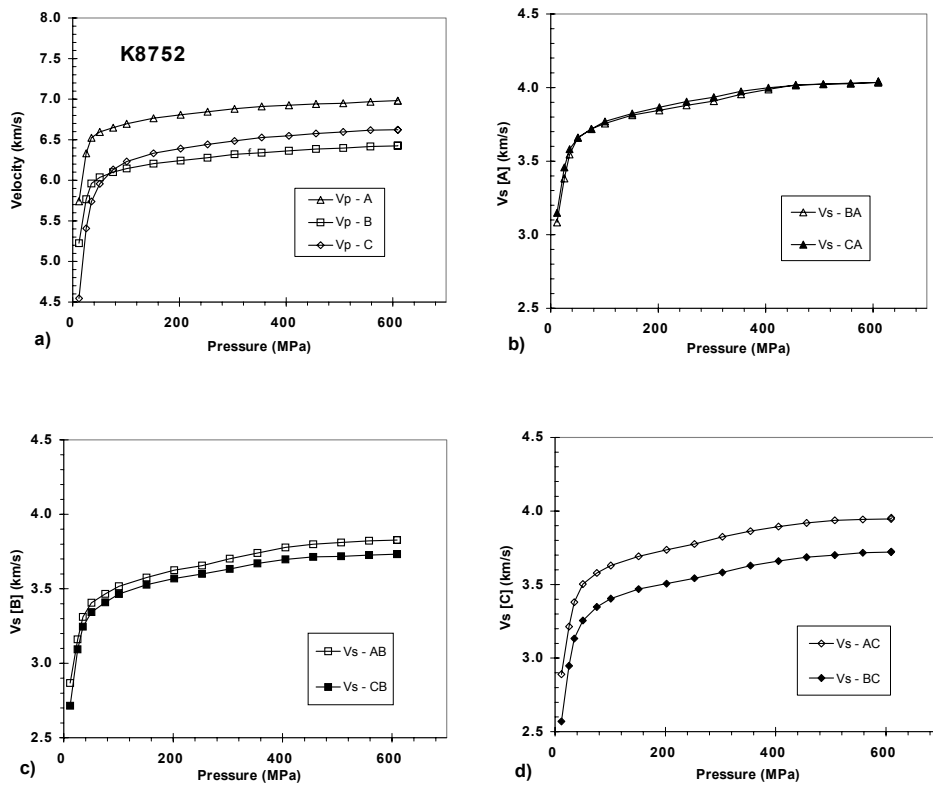 8.0
7.5
7.0
6.5
6.0
5.5
5.0
4.5
Velocity (km/s)
K8752
f
Vp - A
Vp - B
Vp - C
0
200
400
600
Pressure (MPa)
a)
4.5
4.0
3.5
3.0
2.5
Vs [A] (km/s)
Vs - BA
Vs - CA
0
200
400
600
Pressure (MPa)
b)
4.5
4.0
3.5
3.0
2.5
Vs [B] (km/s)
Vs - AB
Vs - CB
0
200
400
600
Pressure (MPa)
c)
4.5
4.0
3.5
3.0
2.5
Vs [C] (km/s)
Vs - AC
Vs - BC
0
200
400
600
Pressure (MPa)
d)